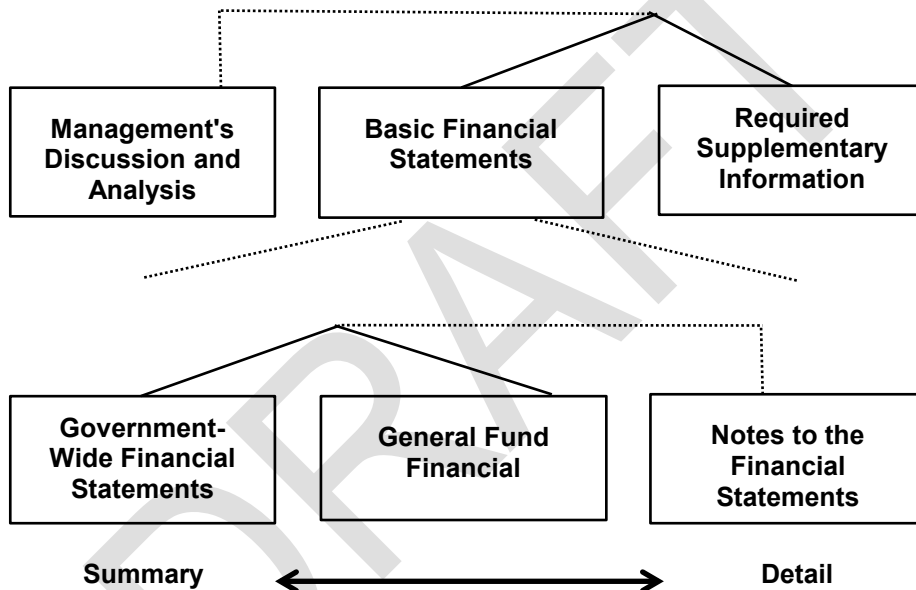 Management's
Discussion and
Analysis
Basic Financial
Statements
Required
Supplementary
Information
Government-
Wide Financial
Statements
General Fund
Financial
Notes to the
Financial
Statements
Summary
Detail
DRAFT